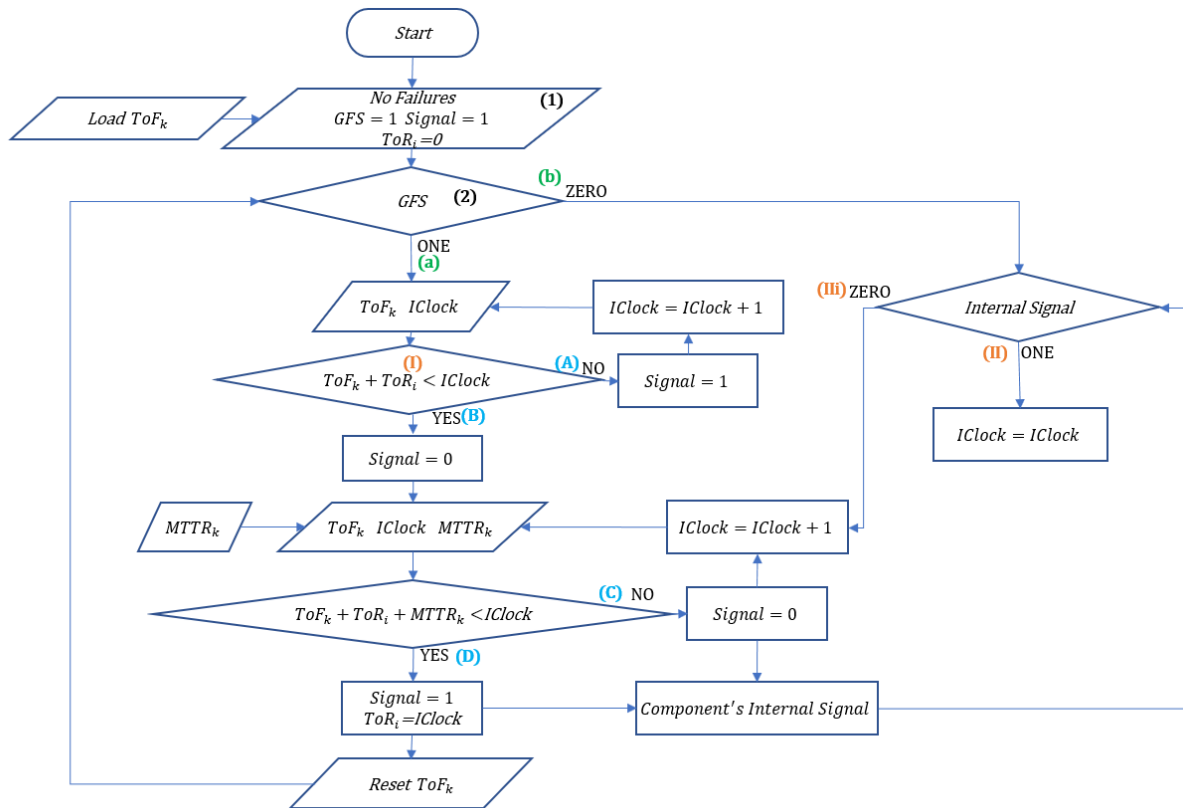 Start
No Failures (1)
GFS = 1 Signal = 1
ToR_i=0
Load ToF_k
(b)
ZERO
GFS (2)
ONE
(a)
ToF_k IClock
IClock = IClock + 1
(IIi) ZERO
Internal Signal
(II) ONE
(I)
ToF_k + ToR_i < IClock
(A) NO
Signal = 1
YES (B)
IClock = IClock
Signal = 0
MTTR_k
ToF_k IClock MTTR_k
IClock = IClock + 1
(C) NO
ToF_k + ToR_i + MTTR_k <IClock
Signal = 0
YES (D)
Signal = 1
ToR_i=IClock
Component's Internal Signal
Reset ToF_k